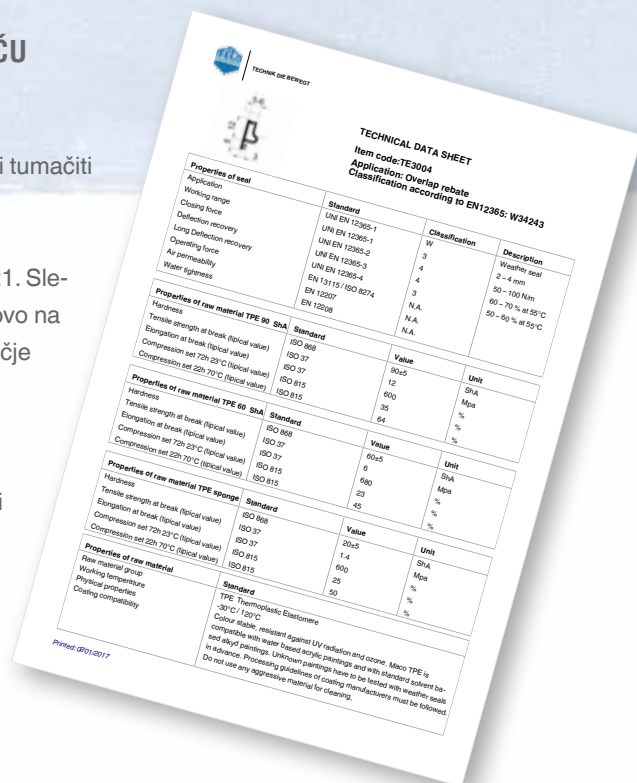 ĆU
i tumačiti
1. Sle-
ovo na
čje
i
TECHNIK DIE BEWEGT
TECHNICAL DATA SHEET
Item code:TE3004
Application: Overlap rebate
Classification according to EN12365: W34243
Properties of seal Standard Classification Description
Application UNI EN 12365-1 W Weather seal
Working range UNI EN 12365-1 3 2 – 4 mm
Closing force UNI EN 12365-2 4 50 – 100 N/m
Deflection recovery UNI EN 12365-3 4 60 – 70 % at 55°C
Long Deflection recovery UNI EN 12365-4 3 50 – 60 % at 55°C
Operating force EN 13115 / ISO 8274 N.A.
Air permeability EN 12207 N.A.
Water tightness EN 12208 N.A.
Properties of raw material TPE 90 ShA Standard Value Unit
Hardness ISO 868 90±5 ShA
Tensile strength at break (tipical value) ISO 37 12 Mpa
Elongation at break (tipical value) ISO 37 600 %
Compression set 72h 23°C (tipical value) ISO 815 35 %
Compression set 22h 70°C (tipical value) ISO 815 64 %
Properties of raw material TPE 60 ShA Standard Value Unit
Hardness ISO 868 60±5 ShA
Tensile strength at break (tipical value) ISO 37 6 Mpa
Elongation at break (tipical value) ISO 37 680 %
Compression set 72h 23°C (tipical value) ISO 815 23 %
Compression set 22h 70°C (tipical value) ISO 815 45 %
Properties of raw material TPE sponge Standard Value Unit
Hardness ISO 868 20±5 ShA
Tensile strength at break (tipical value) ISO 37 1.4 Mpa
Elongation at break (tipical value) ISO 37 600 %
Compression set 72h 23°C (tipical value) ISO 815 25 %
Compression set 22h 70°C (tipical value) ISO 815 50 %
Properties of raw material Standard
Raw material group TPE Thermoplastic Elastomere
Working temperature -30°C / 120°C
Physical properties Colour stable, resistant against UV radiation and ozone. Maco TPE is
Coating compatibility compatible with water based acrylic paintings and with standard solvent ba-
sed alkyd paintings. Unknown paintings have to be tested with weather seals
in advance. Processing guidelines of coating manufacturers must be followed.
Do not use any aggressive material for cleaning.